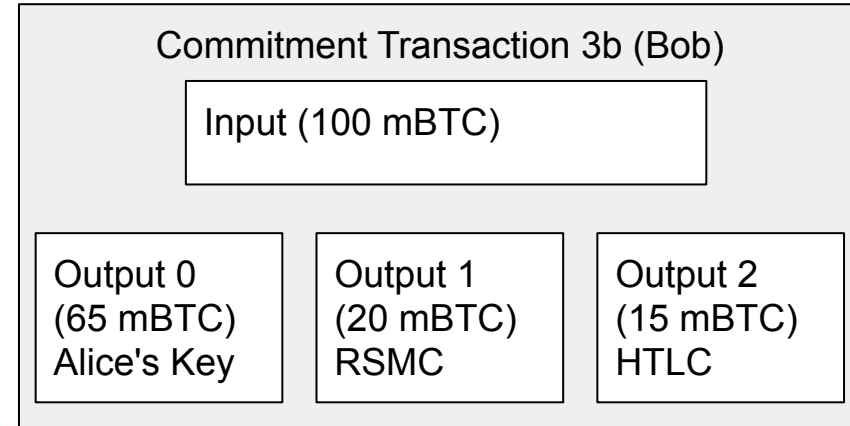 Commitment Transaction 3b (Bob)
Input (100 mBTC)
Output 0
(65 mBTC)
Alice's Key
Output 1
(20 mBTC)
RSMC
Output 2
(15 mBTC)
HTLC